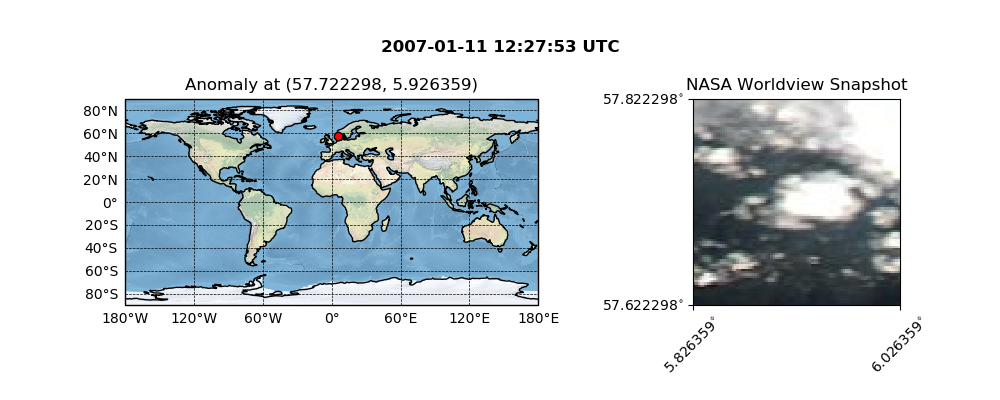 2007-01-11 12:27:53 UTC
Anomaly at (57.722298, 5.926359)
80°N
60°N
40°N
20°N
0°
20°S
40°S
60°S
80°S
180°W 120°W 60°W 0° 60°E 120°E 180°E
NASA Worldview Snapshot
57.822298°
57.622298°
5.826359°
6.026359°